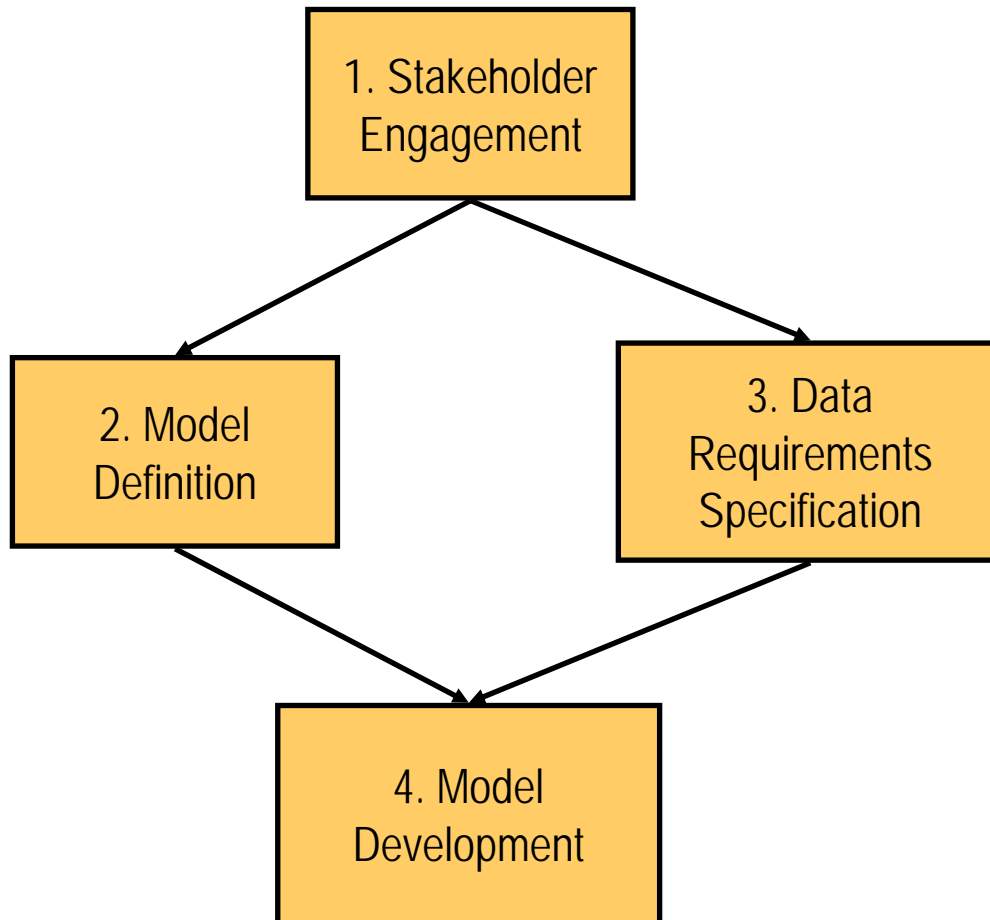 1. Stakeholder
Engagement
2. Model
Definition
3. Data
Requirements
Specification
4. Model
Development